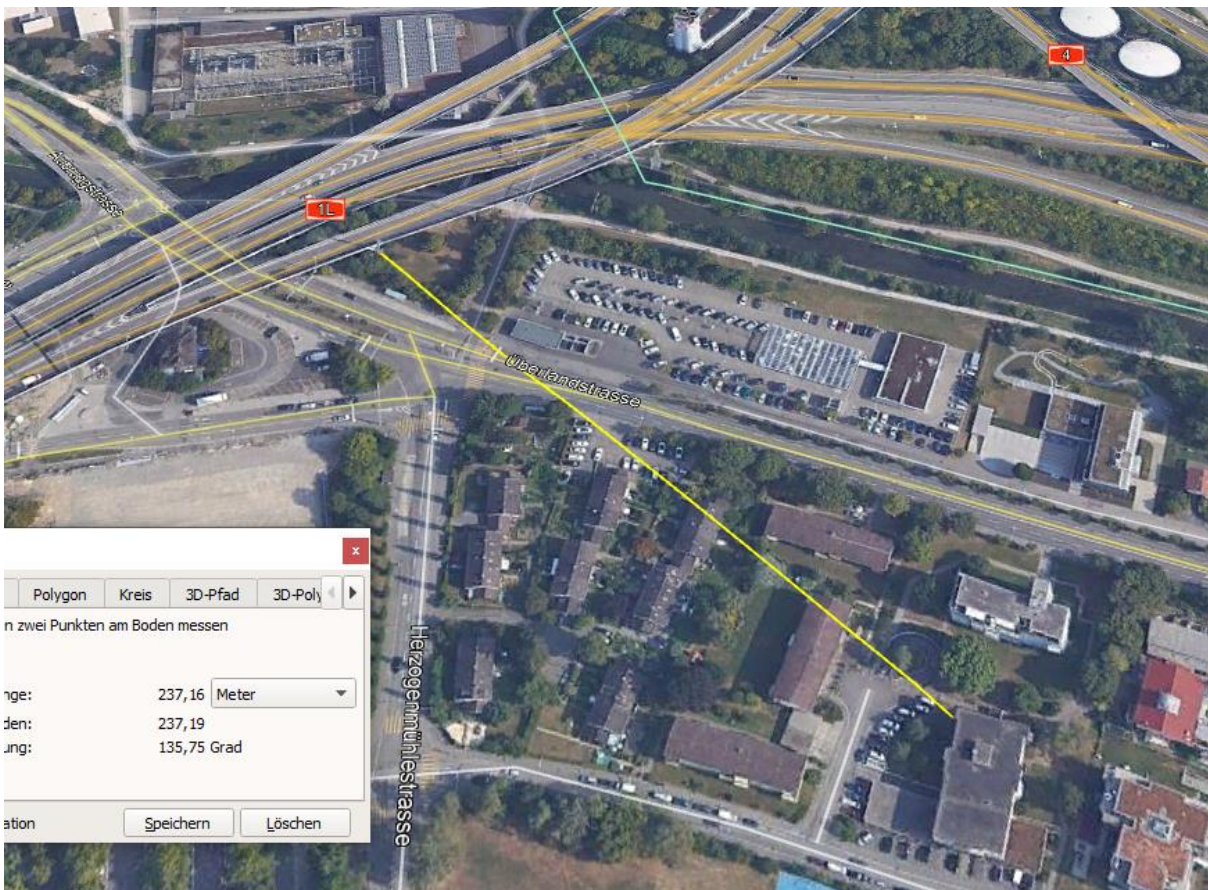 4
Aubrugstrasse
1L
Überlandstrasse
Herzogenmühlestrasse
x
Polygon Kreis 3D-Pfad 3D-Poly
n zwei Punkten am Boden messen
nge: 237,16 Meter
den: 237,19
ung: 135,75 Grad
ation Speichern Löschen